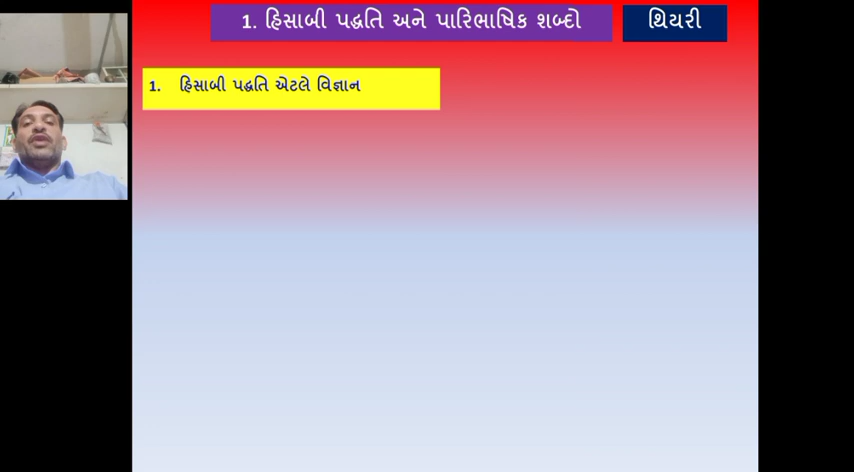 1. હિસાબી પદ્ધતિ અને પારિભાષિક શબ્દો
થિયરી
1. હિસાબી પદ્ધતિ એટલે વિજ્ઞાન